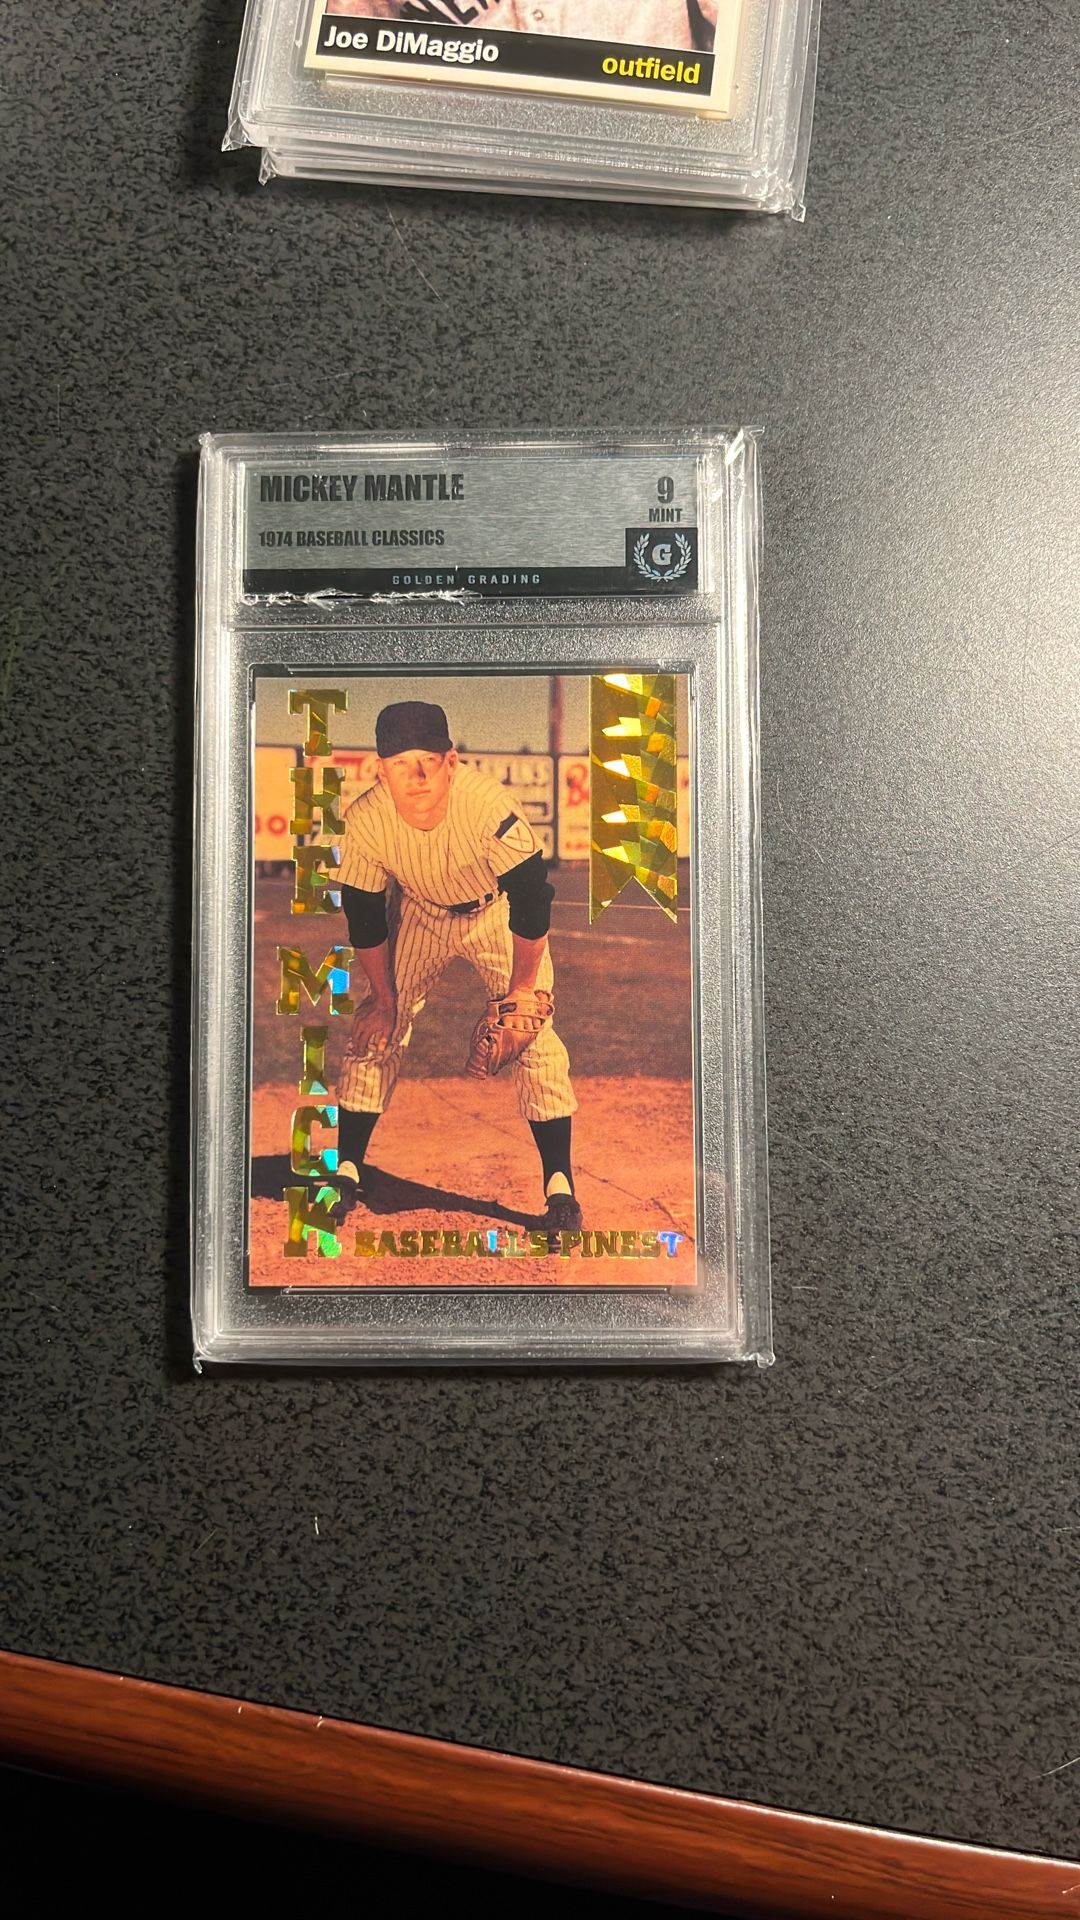 Joe DiMaggio
outfield
MICKEY MANTLE
9
MINT
1974 BASEBALL CLASSICS
G
GOLDEN GRADING
THE MICK
BASEBALL'S FINEST